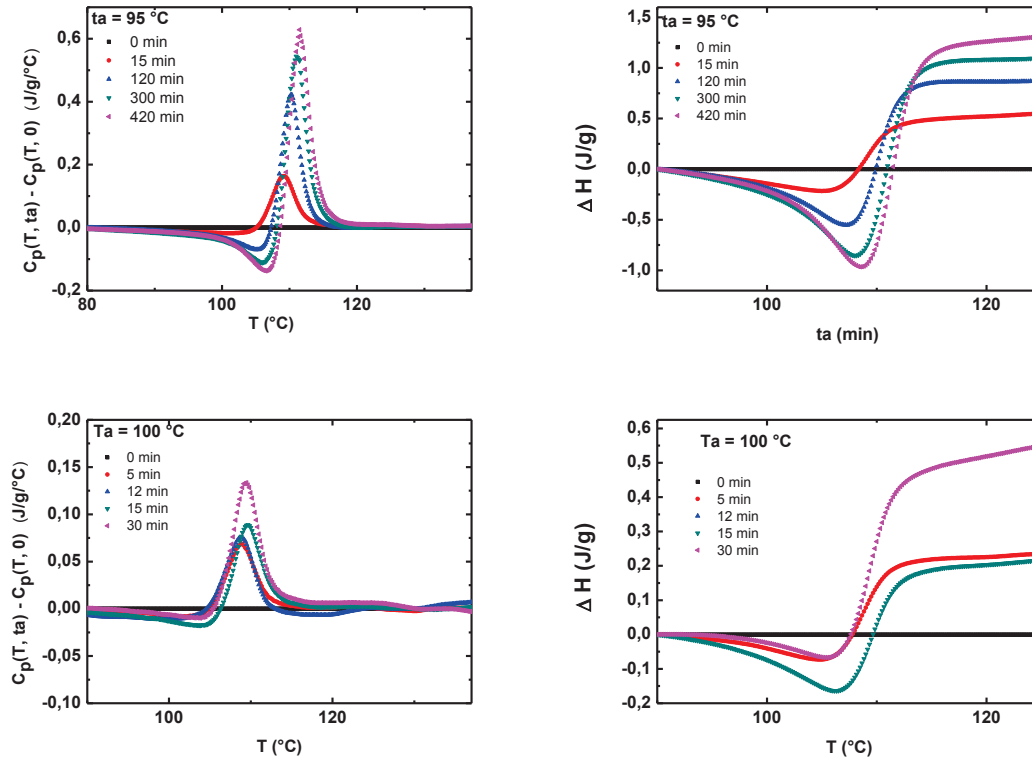 ta = 95 °C
0 min
15 min
120 min
300 min
420 min
0,6
0,4
0,2
0,0
-0,2
80
100
120
Cp(T, ta) - Cp(T, 0) (J/g/°C)
T (°C)
ta = 95 °C
0 min
15 min
120 min
300 min
420 min
1,5
1,0
0,5
0,0
-0,5
-1,0
100
120
Δ H (J/g)
ta (min)
Ta = 100 °C
0 min
5 min
12 min
15 min
30 min
0,20
0,15
0,10
0,05
0,00
-0,05
-0,10
100
120
Cp(T, ta) - Cp(T, 0) (J/g/°C)
T (°C)
Ta = 100 °C
0 min
5 min
12 min
15 min
30 min
0,6
0,5
0,4
0,3
0,2
0,1
0,0
-0,1
-0,2
100
120
Δ H (J/g)
T (°C)